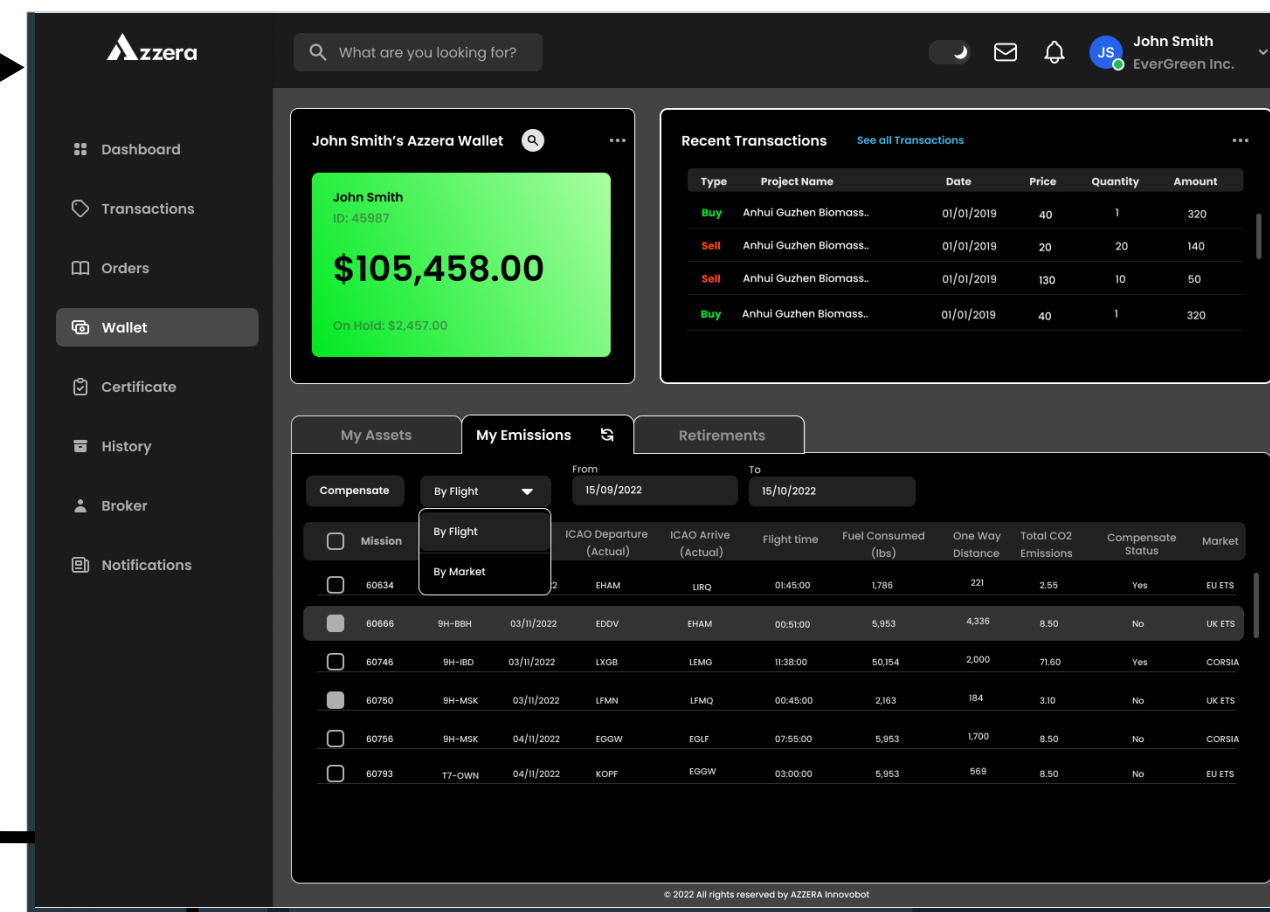 Azzera
What are you looking for?
JS
John Smith
EverGreen Inc.
Dashboard
Transactions
Orders
Wallet
Certificate
History
Broker
Notifications
John Smith's Azzera Wallet
John Smith
ID: 45987
$105,458.00
On Hold: $2,457.00
Recent Transactions See all Transactions
Type Project Name Date Price Quantity Amount
Buy Anhui Guzhen Biomass.. 01/01/2019 40 1 320
Sell Anhui Guzhen Biomass.. 01/01/2019 20 20 140
Sell Anhui Guzhen Biomass.. 01/01/2019 130 10 50
Buy Anhui Guzhen Biomass.. 01/01/2019 40 1 320
My Assets My Emissions Retirements
From To
Compensate By Flight 15/09/2022 15/10/2022
By Flight
By Market
Mission ICAO Departure (Actual) ICAO Arrive (Actual) Flight time Fuel Consumed (lbs) One Way Distance Total CO2 Emissions Compensate Status Market
60634 2 EHAM LIRQ 01:45:00 1,786 221 2.55 Yes EU ETS
60666 9H-BBH 03/11/2022 EDDV EHAM 00:51:00 5,953 4,336 8.50 No UK ETS
60746 9H-IBD 03/11/2022 LXGB LEMG 11:38:00 50,154 2,000 71.60 Yes CORSIA
60750 9H-MSK 03/11/2022 LFMN LFMQ 00:45:00 2,163 184 3.10 No UK ETS
60756 9H-MSK 04/11/2022 EGGW EGLF 07:55:00 5,953 1,700 8.50 No CORSIA
60793 T7-OWN 04/11/2022 KOPF EGGW 03:00:00 5,953 569 8.50 No EU ETS
© 2022 All rights reserved by AZZERA Innovobot